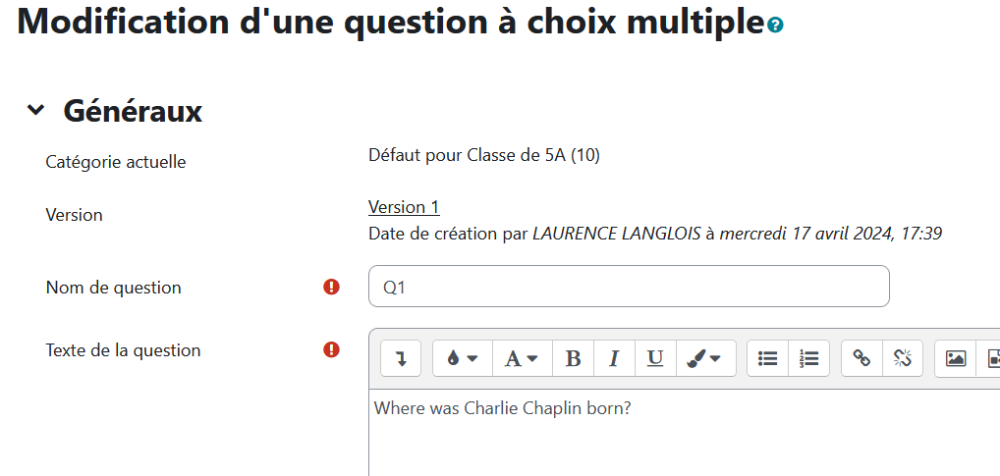 Modification d'une question à choix multiple
Généraux
Catégorie actuelle
Défaut pour Classe de 5A (10)
Version
Version 1
Date de création par LAURENCE LANGLOIS à mercredi 17 avril 2024, 17:39
Nom de question
Q1
Texte de la question
A B I U
Where was Charlie Chaplin born?